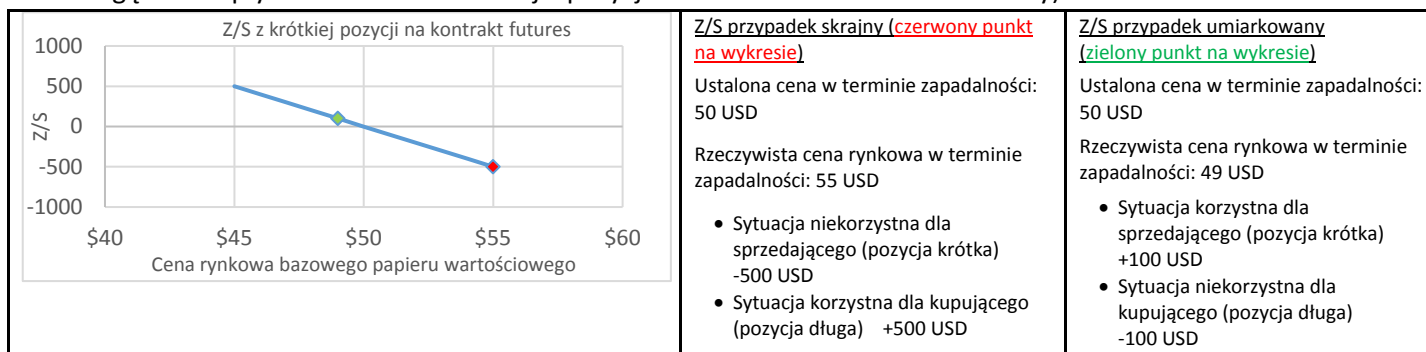 Z/S z krótkiej pozycji na kontrakt futures
1000
500
0
-500
-1000
Z/S
$40 $45 $50 $55 $60
Cena rynkowa bazowego papieru wartościowego
Z/S przypadek skrajny (czerwony punkt
na wykresie)
Ustalona cena w terminie zapadalności:
50 USD
Rzeczywista cena rynkowa w terminie
zapadalności: 55 USD
• Sytuacja niekorzystna dla
sprzedającego (pozycja krótka)
-500 USD
• Sytuacja korzystna dla kupującego
(pozycja długa) +500 USD
Z/S przypadek umiarkowany
(zielony punkt na wykresie)
Ustalona cena w terminie zapadalności:
50 USD
Rzeczywista cena rynkowa w terminie
zapadalności: 49 USD
• Sytuacja korzystna dla
sprzedającego (pozycja krótka)
+100 USD
• Sytuacja niekorzystna dla
kupującego (pozycja długa)
-100 USD